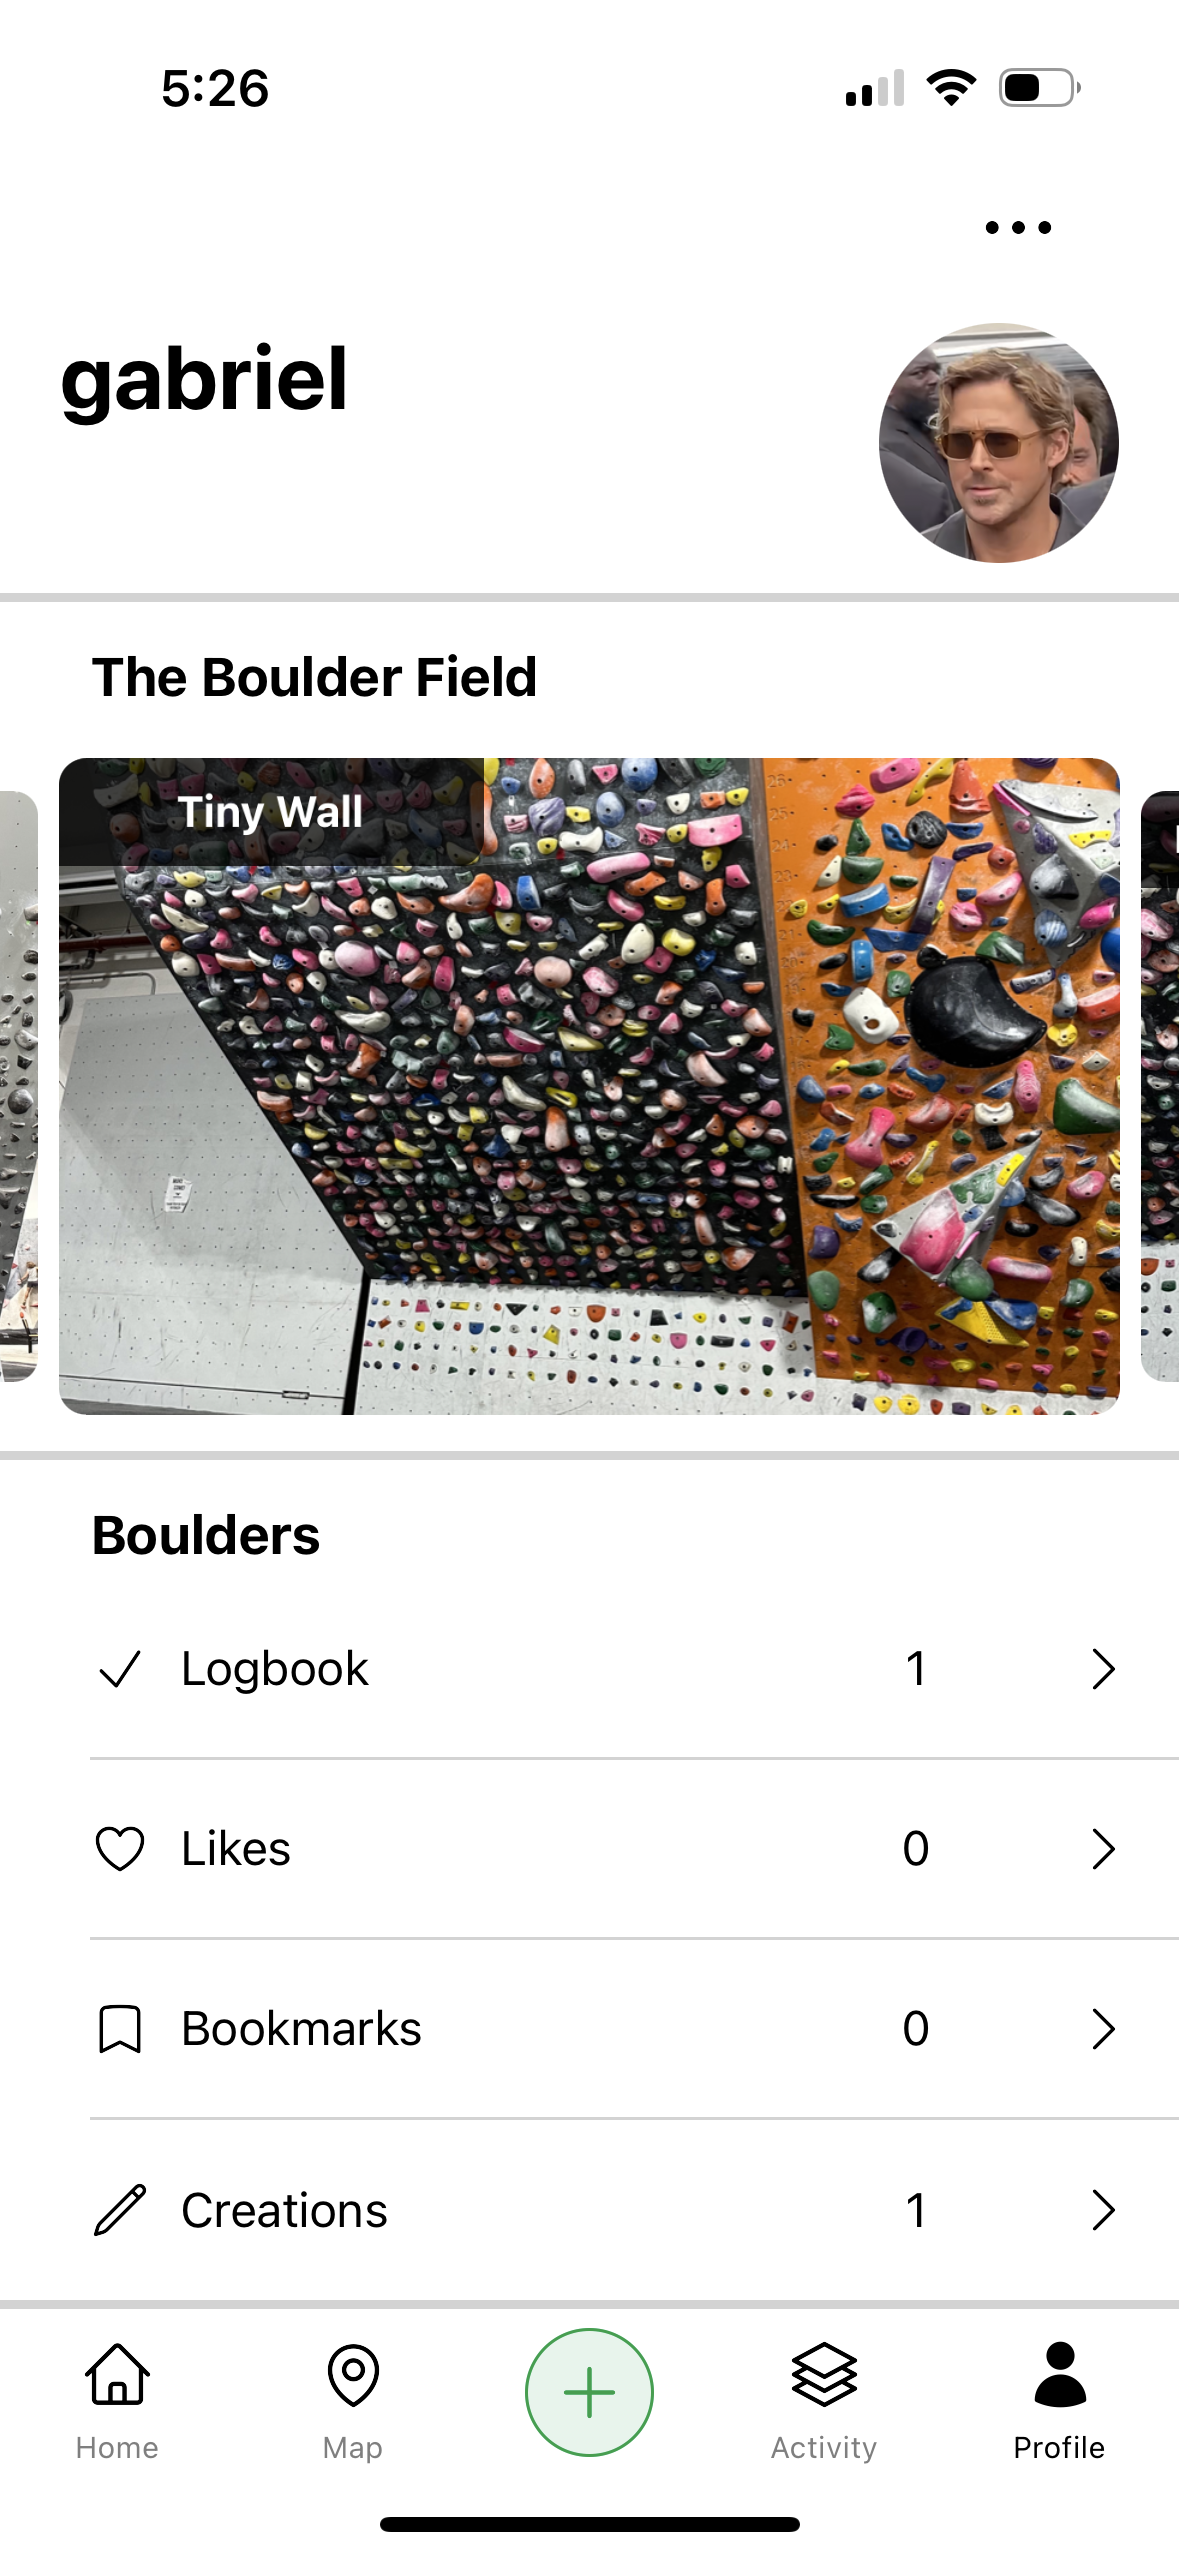 5:26
gabriel
The Boulder Field
Tiny Wall
Boulders
Logbook 1
Likes 0
Bookmarks 0
Creations 1
Home Map Activity Profile